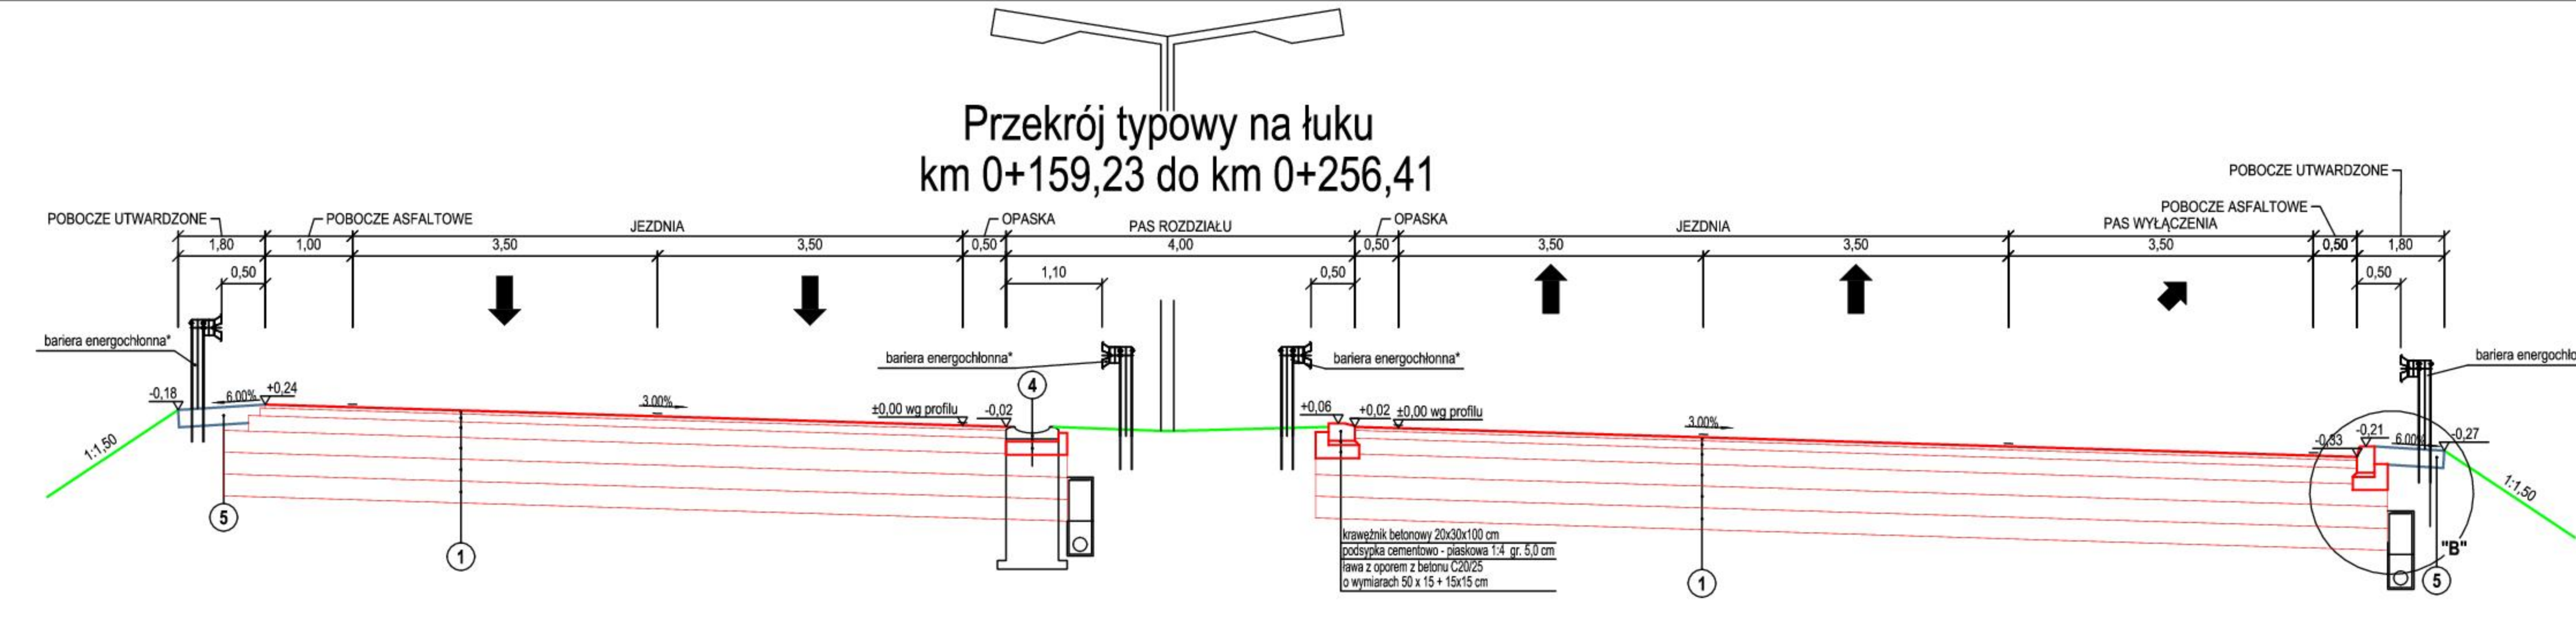 Przekrój typowy na łuku
km 0+159,23 do km 0+256,41
POBOCZE UTWARDZONE
POBOCZE UTWARDZONE
POBOCZE ASFALTOWE
JEZDNIA
OPASKA
PAS ROZDZIAŁU
OPASKA
JEZDNIA
POBOCZE ASFALTOWE
PAS WYŁĄCZENIA
1,80
1,00
3,50
3,50
0,50
4,00
0,50
3,50
3,50
3,50
0,50
1,80
0,50
1,10
0,50
0,50
bariera energochłonna*
bariera energochłonna*
bariera energochłonna*
bariera energochło
-0,18
6.00%
+0,24
3.00%
±0,00 wg profilu
-0,02
4
+0,06
+0,02
±0,00 wg profilu
3.00%
-0,33
-0,21
6.00%
-0,27
1:1,50
1:1,50
5
1
krawężnik betonowy 20x30x100 cm
podsypka cementowo - piaskowa 1:4 gr. 5,0 cm
ława z oporem z betonu C20/25
o wymiarach 50 x 15 + 15x15 cm
1
"B"
5